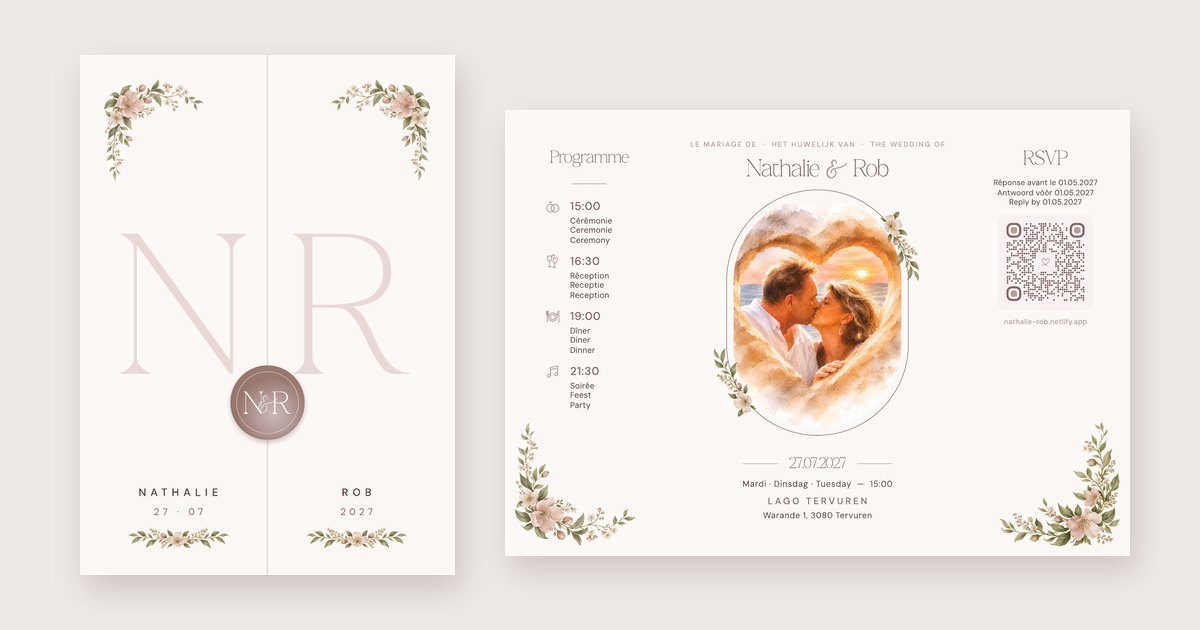 N R
N&R
NATHALIE
27 · 07
ROB
2027
Programme
15:00
Cérémonie
Ceremonie
Ceremony
16:30
Réception
Receptie
Reception
19:00
Dîner
Diner
Dinner
21:30
Soirée
Feest
Party
LE MARIAGE DE · HET HUWELIJK VAN · THE WEDDING OF
Nathalie & Rob
27.07.2027
Mardi · Dinsdag · Tuesday — 15:00
LAGO TERVUREN
Warande 1, 3080 Tervuren
RSVP
Réponse avant le 01.05.2027
Antwoord vóór 01.05.2027
Reply by 01.05.2027
nathalie-rob.netlify.app